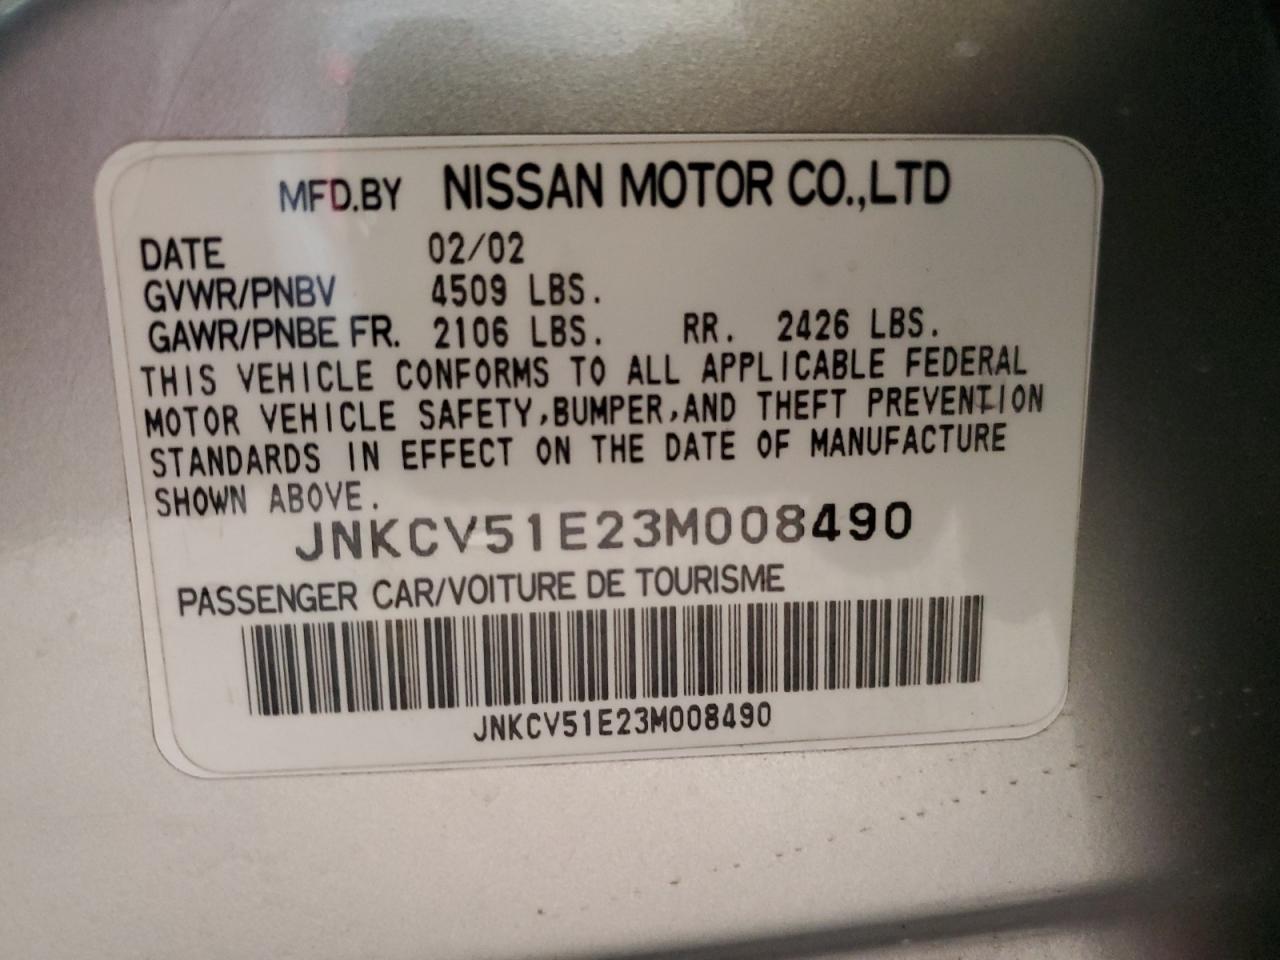 MFD.BY NISSAN MOTOR CO.,LTD
DATE 02/02
GVWR/PNBV 4509 LBS.
GAWR/PNBE FR. 2106 LBS. RR. 2426 LBS.
THIS VEHICLE CONFORMS TO ALL APPLICABLE FEDERAL
MOTOR VEHICLE SAFETY,BUMPER,AND THEFT PREVENTION
STANDARDS IN EFFECT ON THE DATE OF MANUFACTURE
SHOWN ABOVE.
JNKCV51E23M008490
PASSENGER CAR/VOITURE DE TOURISME
JNKCV51E23M008490